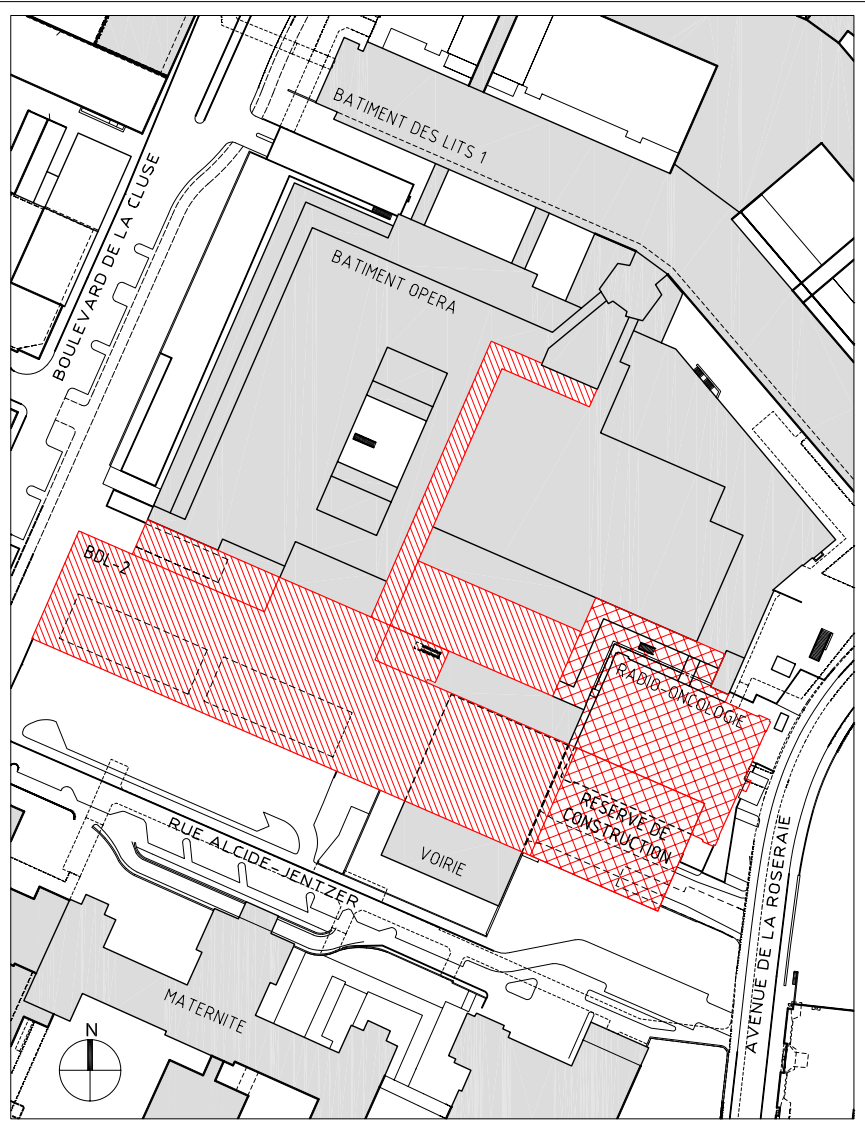 BATIMENT DES LITS 1
BOULEVARD DE LA CLUSE
BATIMENT OPERA
BDL-2
RADIO-ONCOLOGIE
RESERVE DE
CONSTRUCTION
RUE ALCIDE-JENTZER
VOIRIE
AVENUE DE LA ROSERAIE
MATERNITE
N